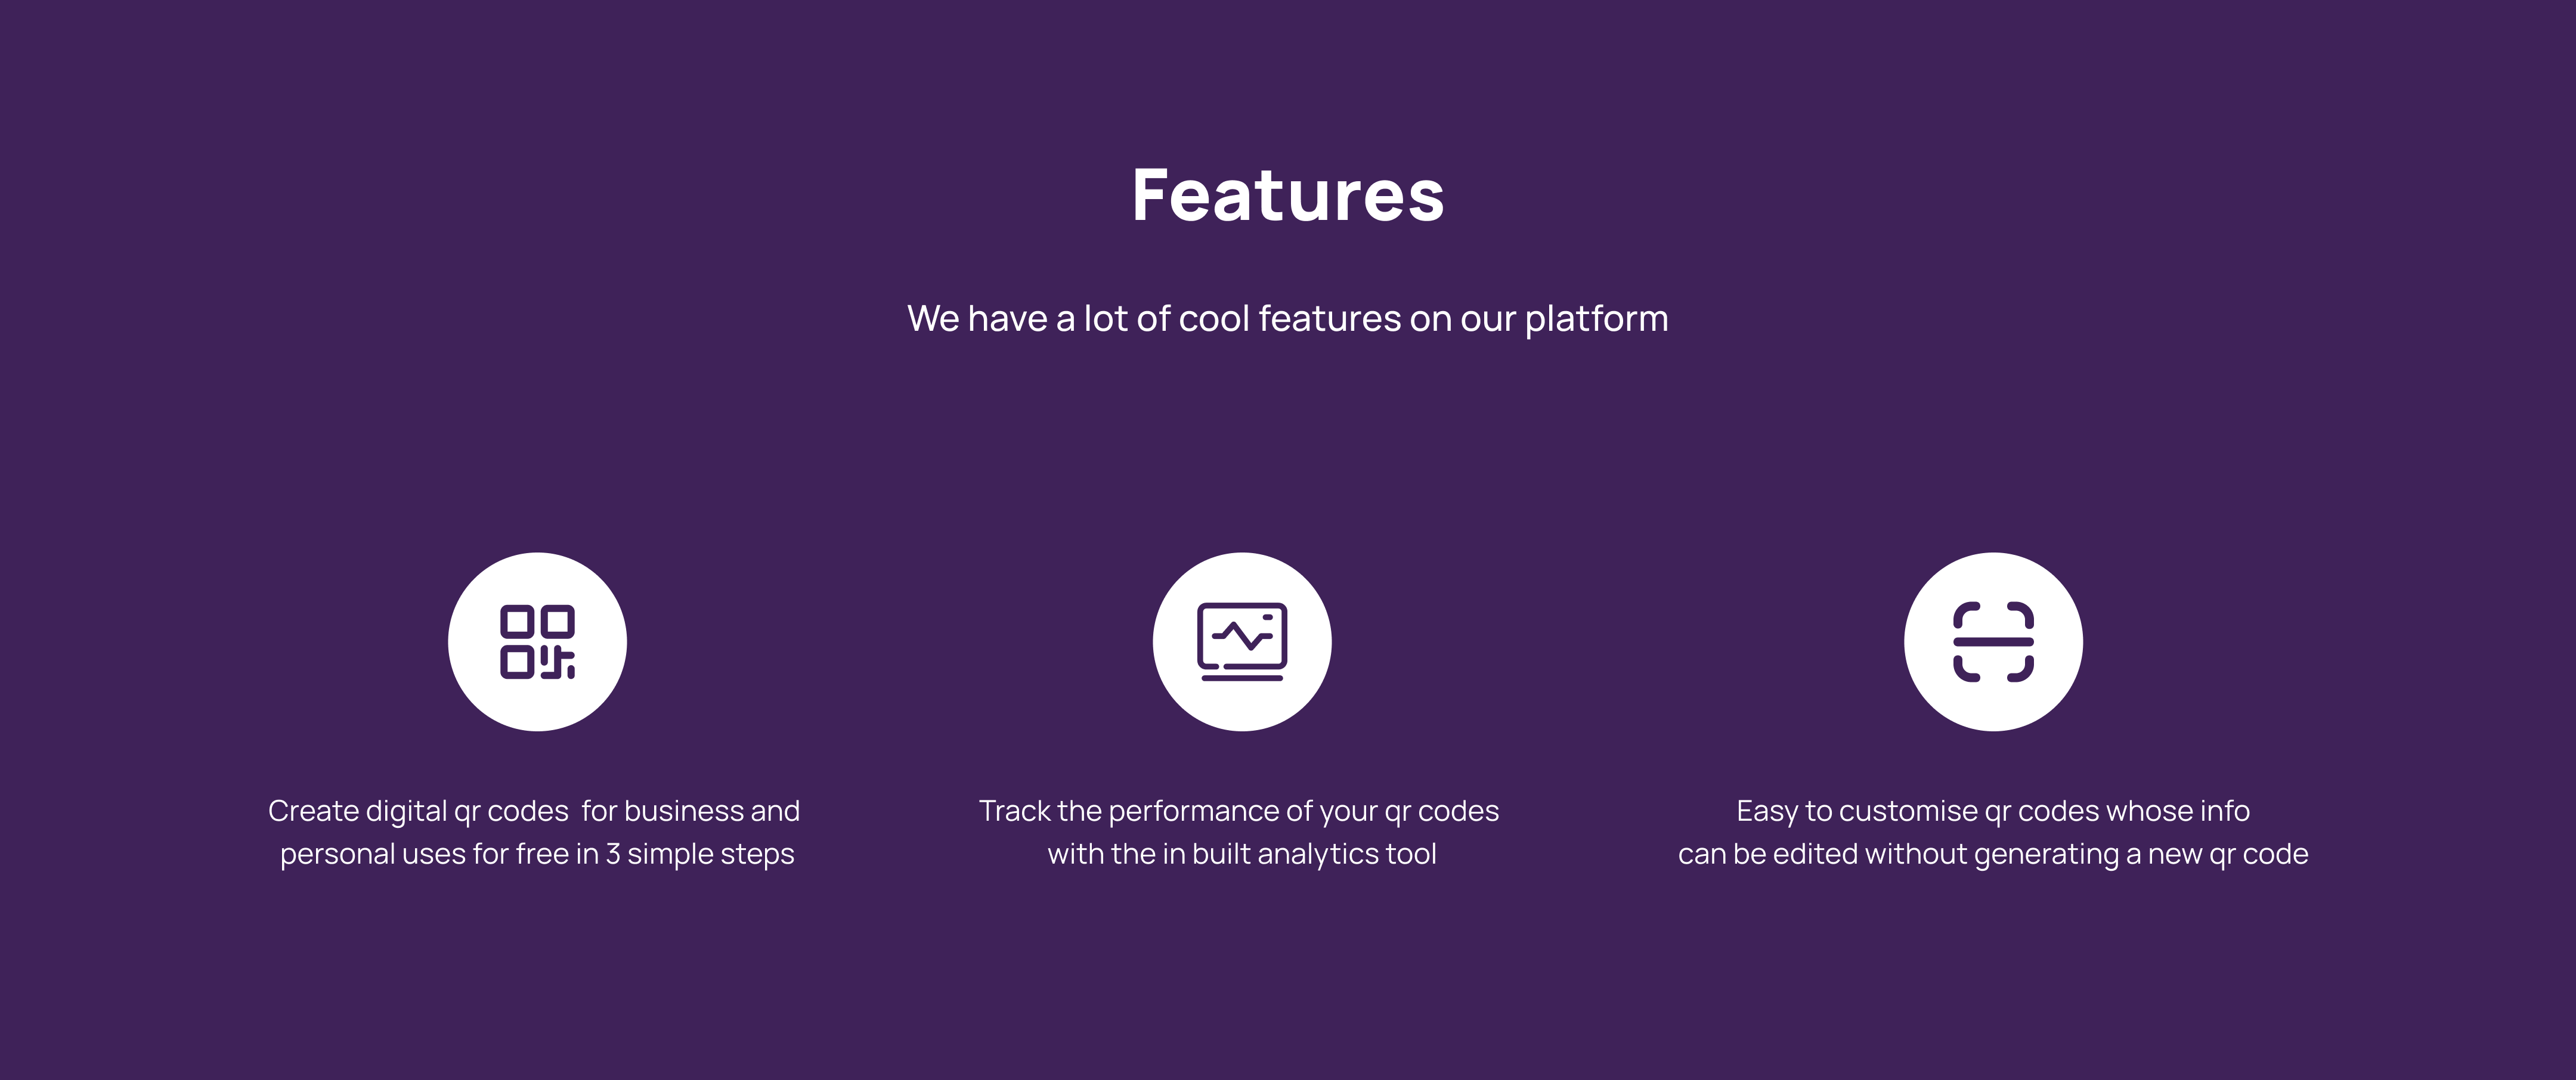 Features
We have a lot of cool features on our platform
Create digital qr codes  for business and
personal uses for free in 3 simple steps
Track the performance of your qr codes
with the in built analytics tool
Easy to customise qr codes whose info
can be edited without generating a new qr code